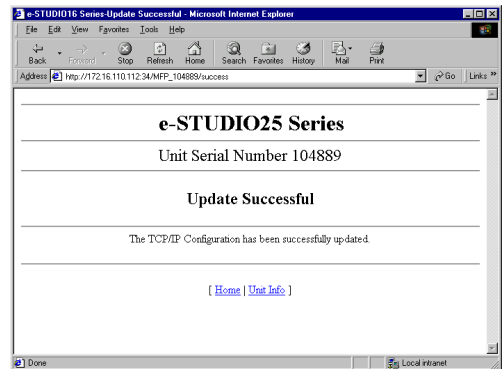 e-STUDIO16 Series-Update Successful - Microsoft Internet Explorer
File Edit View Favorites Tools Help
Back Forward Stop Refresh Home Search Favorites History Mail Print
Address http://172.16.110.112:34/MFP_104889/success Go Links »
e-STUDIO25 Series
Unit Serial Number 104889
Update Successful
The TCP/IP Configuration has been successfully updated.
[ Home | Unit Info ]
Done Local intranet